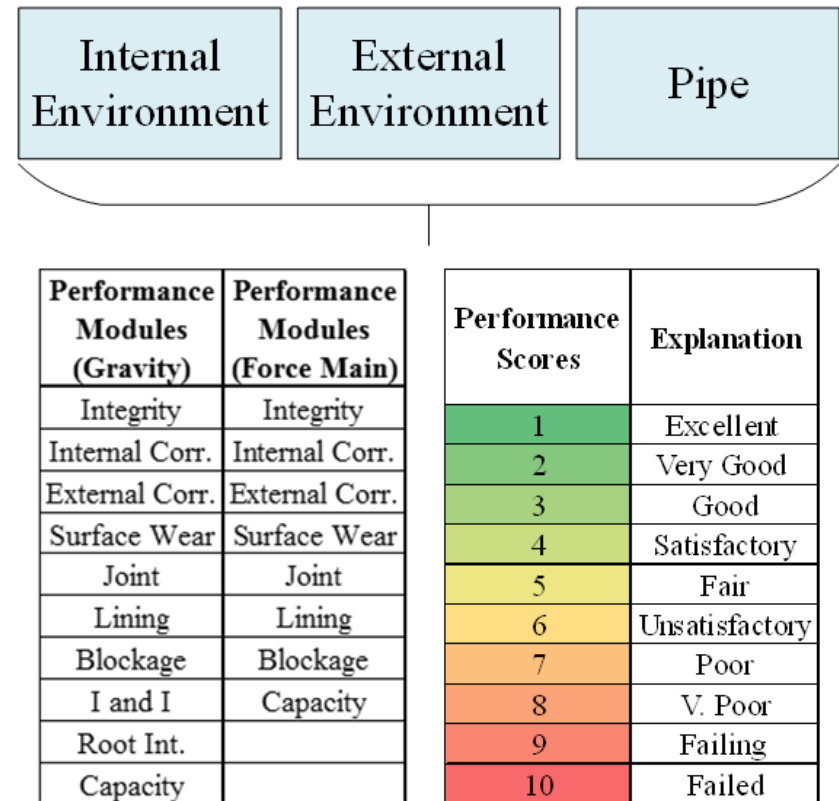 Internal
Environment
External
Environment
Pipe
Performance Modules (Gravity) Performance Modules (Force Main)
Integrity Integrity
Internal Corr. Internal Corr.
External Corr. External Corr.
Surface Wear Surface Wear
Joint Joint
Lining Lining
Blockage Blockage
I and I Capacity
Root Int.
Capacity
Performance Scores Explanation
1 Excellent
2 Very Good
3 Good
4 Satisfactory
5 Fair
6 Unsatisfactory
7 Poor
8 V. Poor
9 Failing
10 Failed